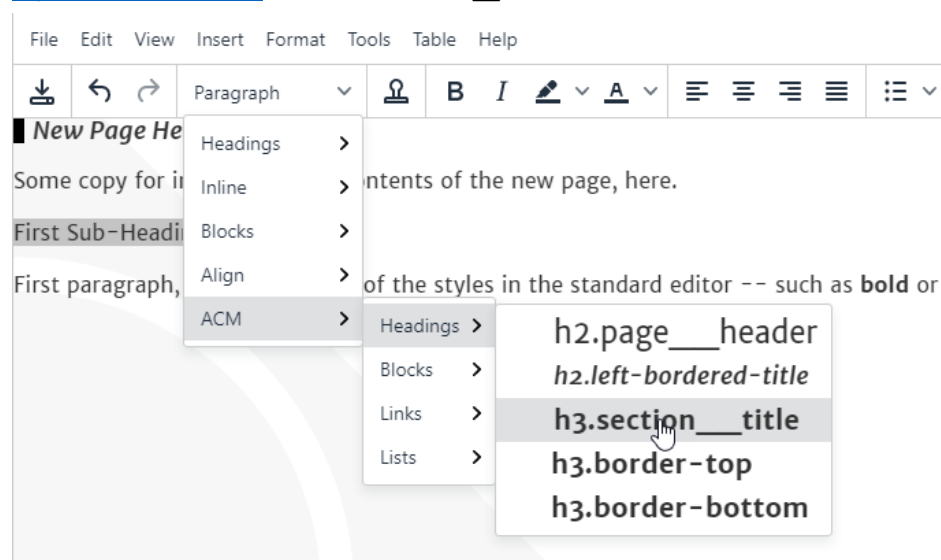 File Edit View Insert Format Tools Table Help
Paragraph B I A
New Page He
Some copy for i ntents of the new page, here.
First Sub-Headi
First paragraph, of the styles in the standard editor -- such as bold or
Headings
Inline
Blocks
Align
ACM
Headings
Blocks
Links
Lists
h2.page__header
h2.left-bordered-title
h3.section__title
h3.border-top
h3.border-bottom